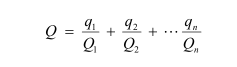 Q = q₁/Q₁ + q₂/Q₂ + ⋯ qₙ/Qₙ